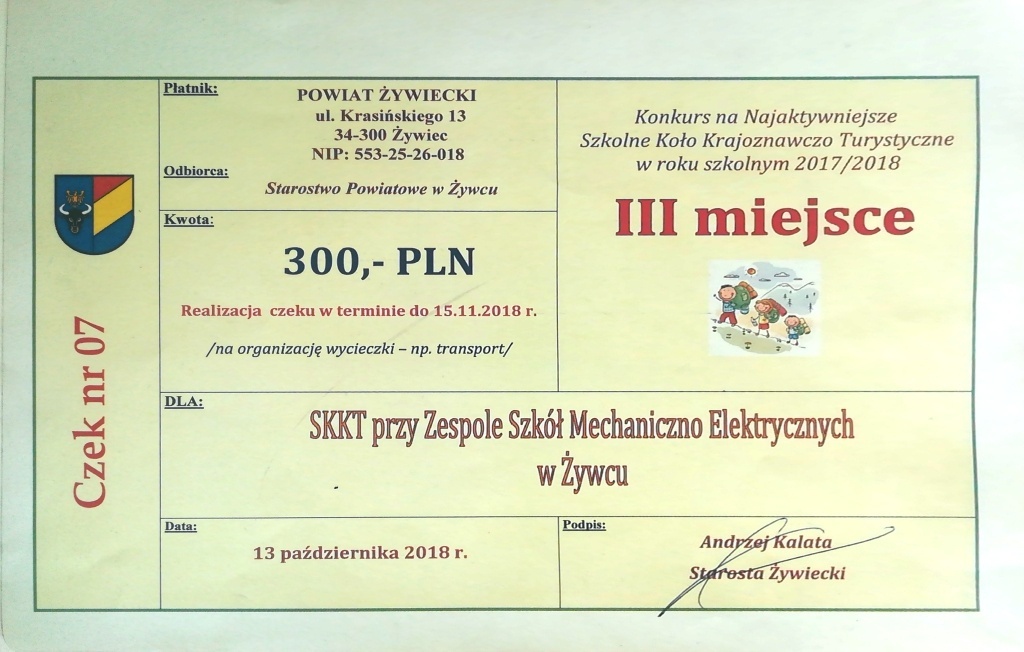 Płatnik:
POWIAT ŻYWIECKI
ul. Krasińskiego 13
34-300 Żywiec
NIP: 553-25-26-018
Odbiorca:
Starostwo Powiatowe w Żywcu
Kwota:
300,- PLN
Realizacja czeku w terminie do 15.11.2018 r.
/na organizację wycieczki – np. transport/
Konkurs na Najaktywniejsze
Szkolne Koło Krajoznawczo Turystyczne
w roku szkolnym 2017/2018
III miejsce
Czek nr 07
DLA:
SKKT przy Zespole Szkół Mechaniczno Elektrycznych
w Żywcu
Data:
13 października 2018 r.
Podpis:
Andrzej Kalata
Starosta Żywiecki